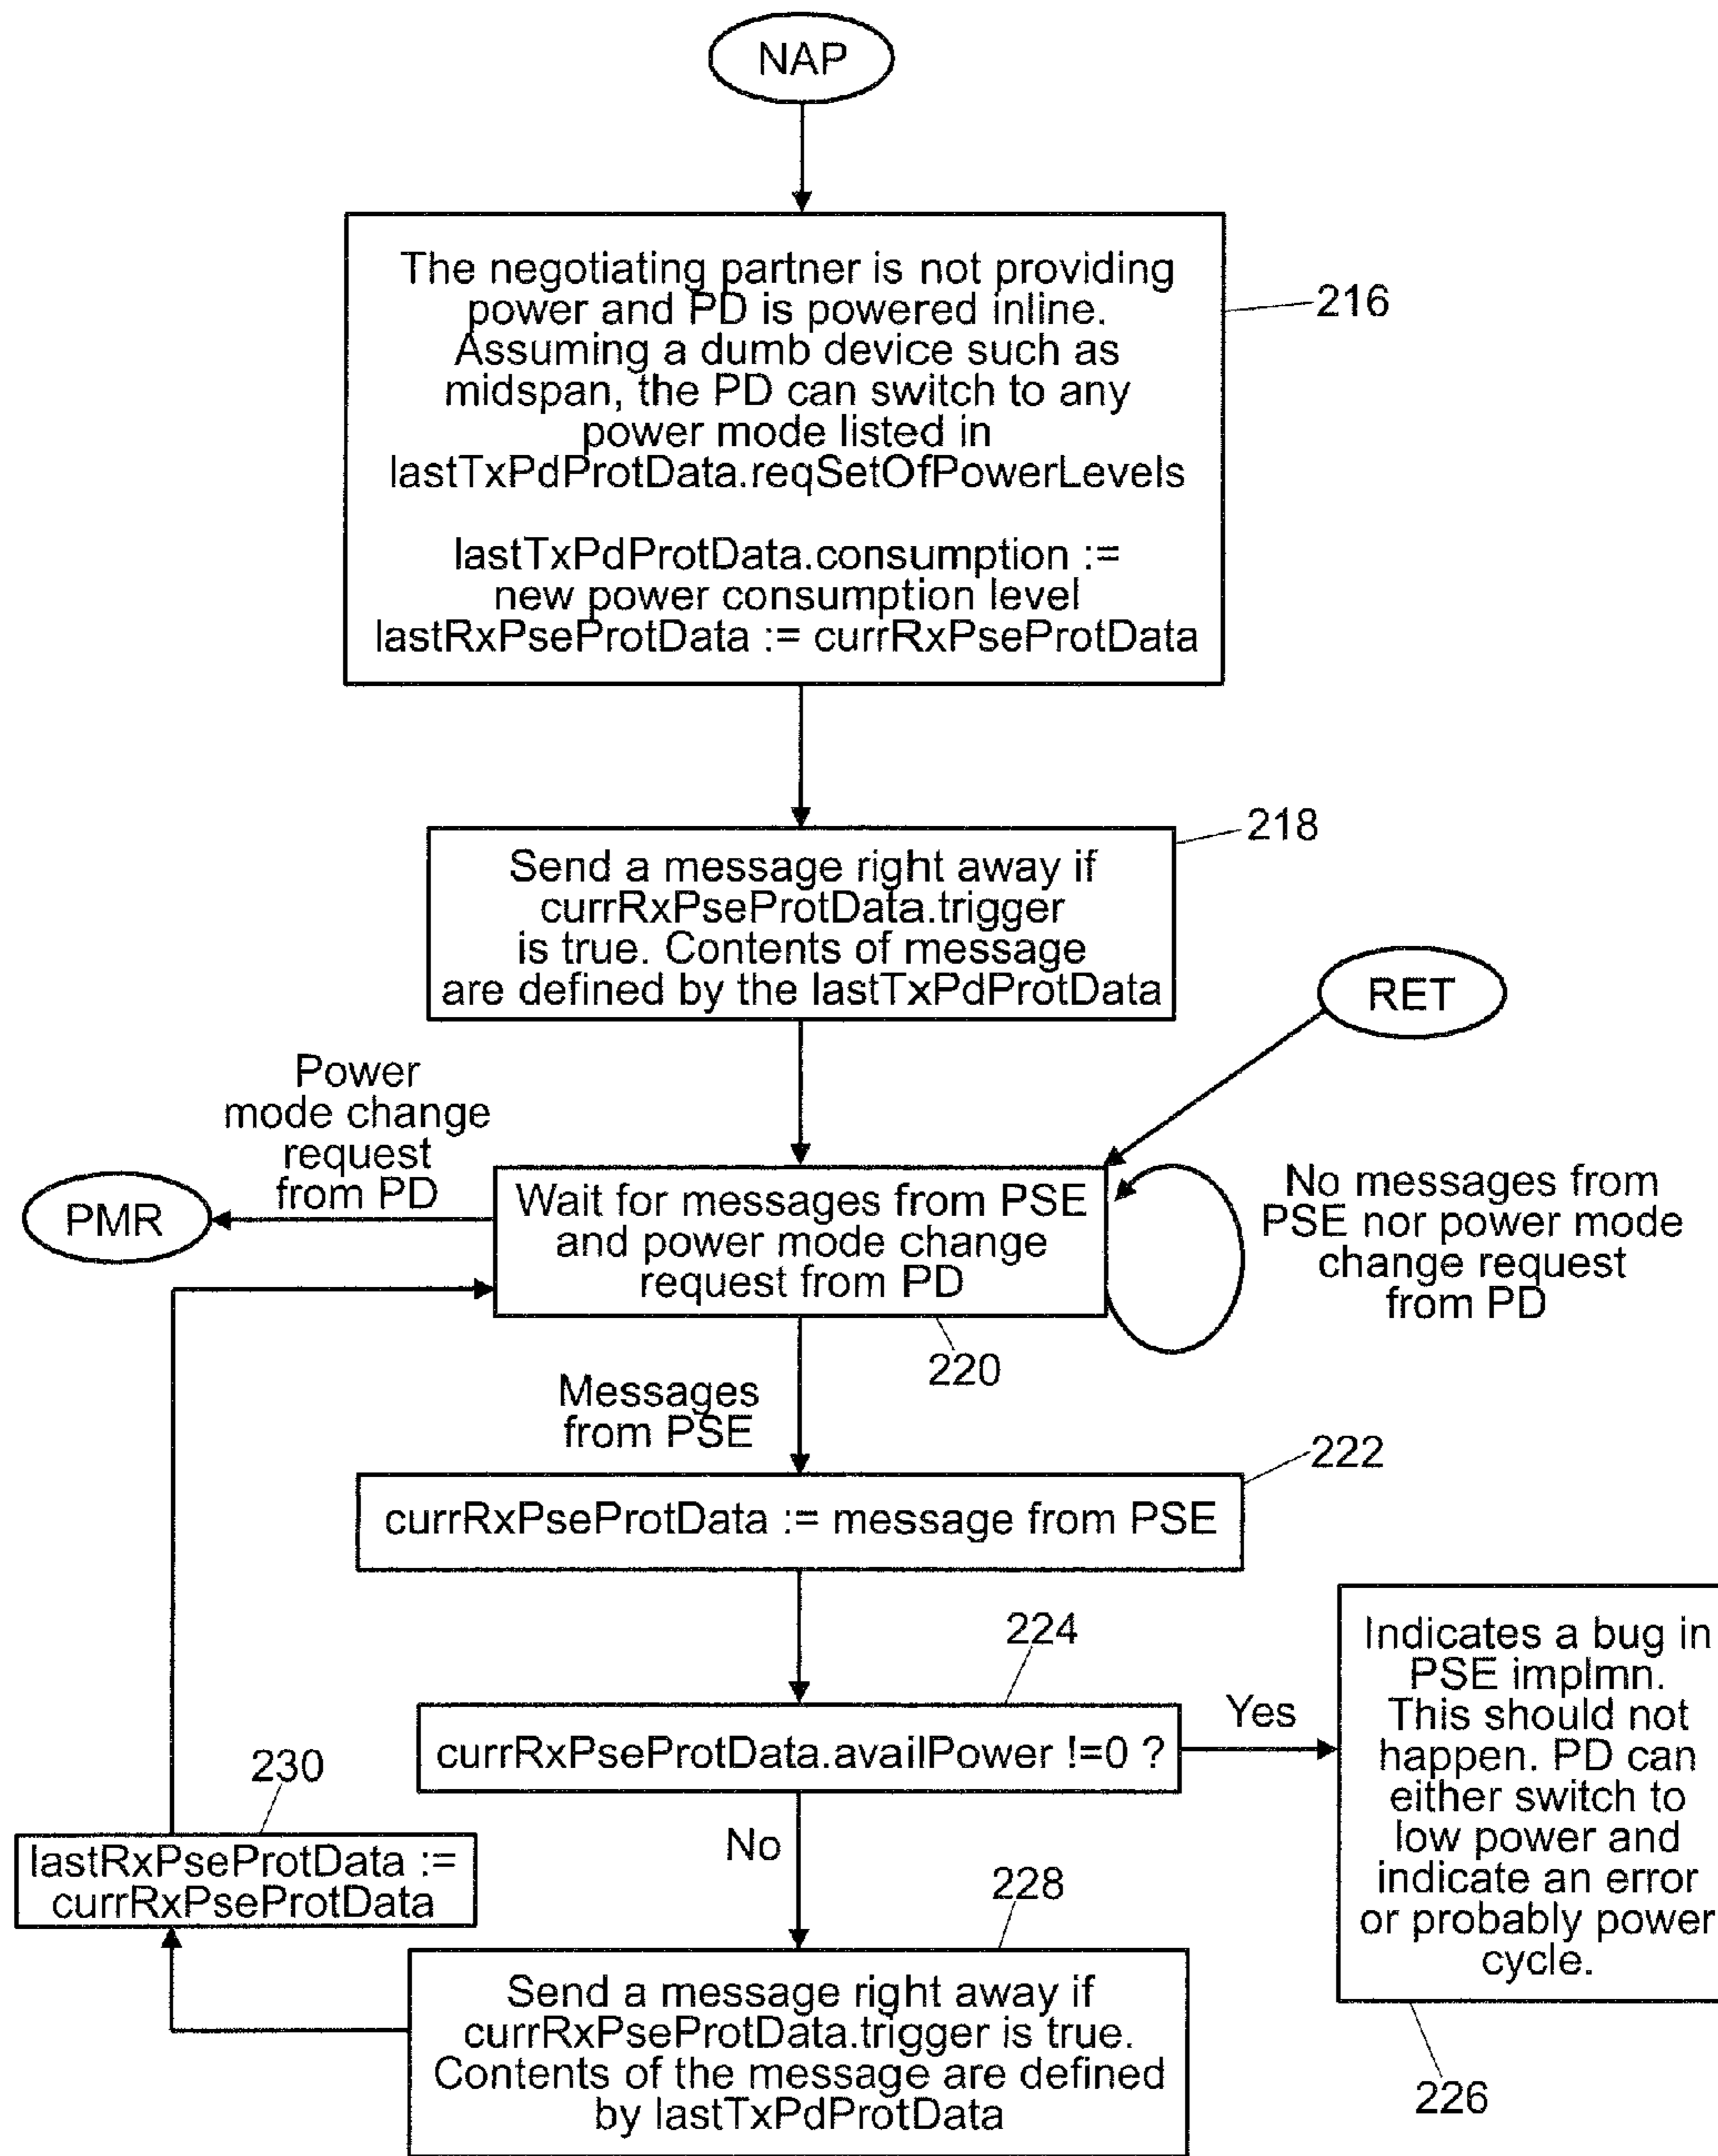 NAP
The negotiating partner is not providing
power and PD is powered inline.
Assuming a dumb device such as
midspan, the PD can switch to any
power mode listed in
lastTxPdProtData.reqSetOfPowerLevels
lastTxPdProtData.consumption :=
new power consumption level
lastRxPseProtData := currRxPseProtData
216
218
Send a message right away if
currRxPseProtData.trigger
is true. Contents of message
are defined by the lastTxPdProtData
RET
Power
mode change
request
from PD
PMR
Wait for messages from PSE
and power mode change
request from PD
No messages from
PSE nor power mode
change request
from PD
220
Messages
from PSE
222
currRxPseProtData := message from PSE
224
currRxPseProtData.availPower !=0 ?
Yes
Indicates a bug in
PSE implmn.
This should not
happen. PD can
either switch to
low power and
indicate an error
or probably power
cycle.
226
No
230
lastRxPseProtData :=
currRxPseProtData
228
Send a message right away if
currRxPseProtData.trigger is true.
Contents of the message are defined
by lastTxPdProtData